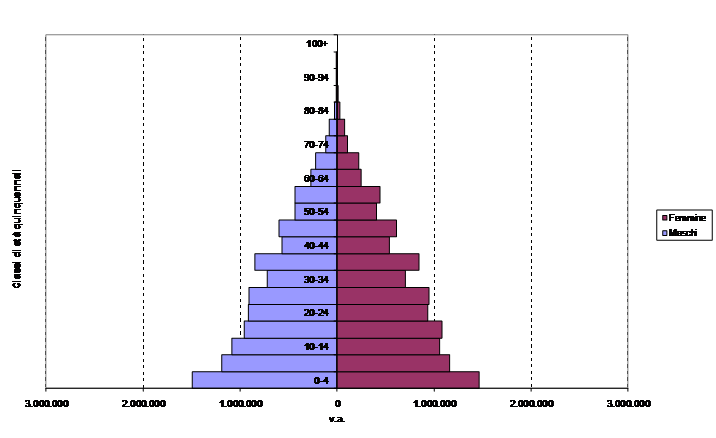 100+
90-94
80-84
70-74
60-64
50-54
40-44
30-34
20-24
10-14
0-4
Classi di età quinquennali
3.000.000 2.000.000 1.000.000 0 1.000.000 2.000.000 3.000.000
v.a.
Femmine
Maschi